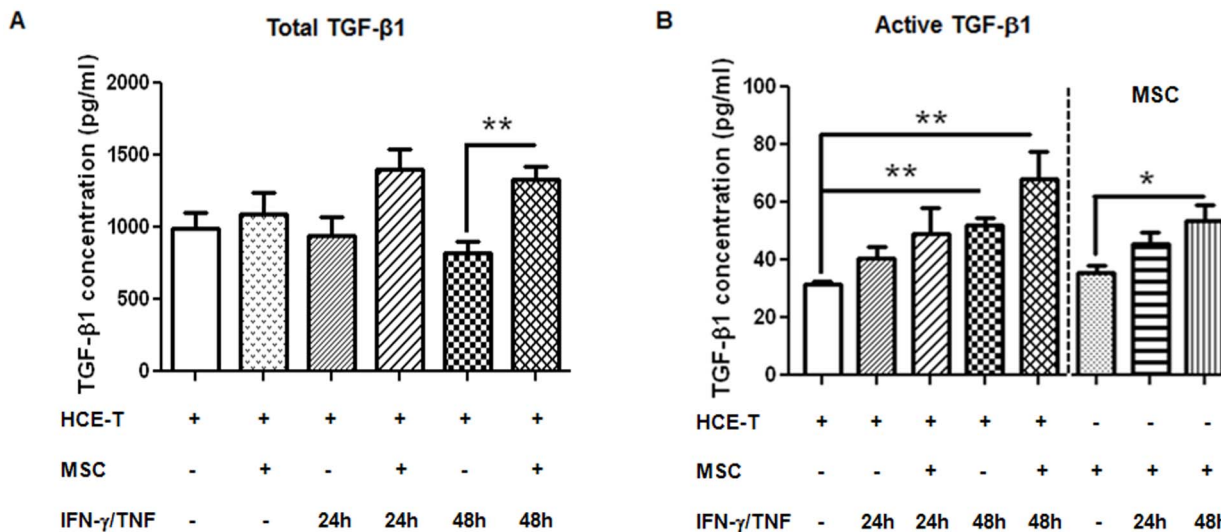 A
Total TGF-β1
TGF-β1 concentration (pg/ml)
2000
1500
1000
500
0
**
HCE-T + + + + + +
MSC - + - + - +
IFN-γ/TNF - - 24h 24h 48h 48h
B
Active TGF-β1
TGF-β1 concentration (pg/ml)
100
80
60
40
20
0
MSC
**
**
*
HCE-T + + + + + - - -
MSC - - + - + + + +
IFN-γ/TNF - 24h 24h 48h 48h - 24h 48h